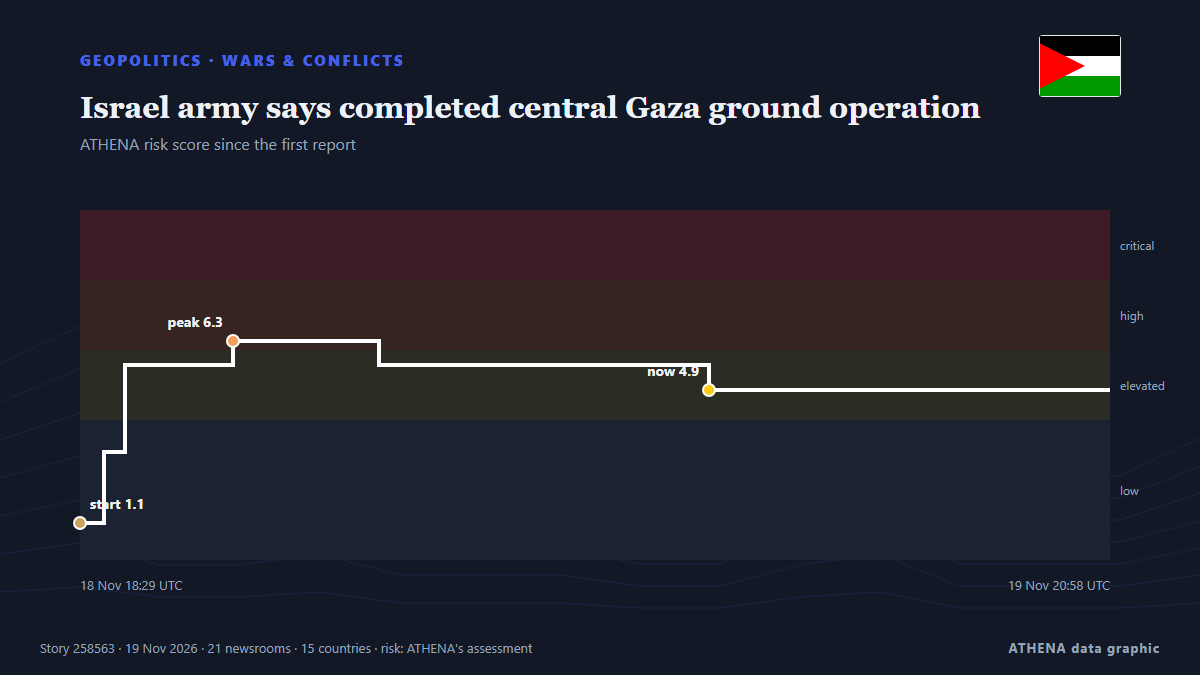 GEOPOLITICS · WARS & CONFLICTS
Israel army says completed central Gaza ground operation
ATHENA risk score since the first report
critical
high
peak 6.3
now 4.9
elevated
low
start 1.1
18 Nov 18:29 UTC
19 Nov 20:58 UTC
Story 258563 · 19 Nov 2026 · 21 newsrooms · 15 countries · risk: ATHENA's assessment
ATHENA data graphic